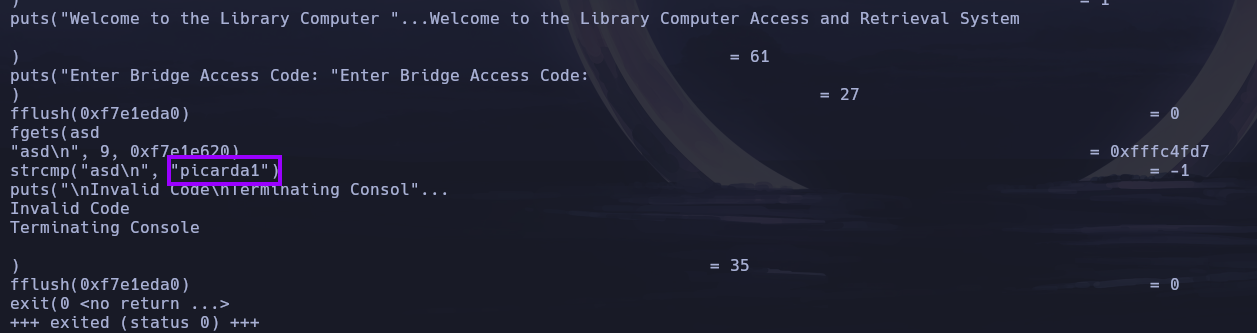 )                                                                                                          = 1
puts("Welcome to the Library Computer "...Welcome to the Library Computer Access and Retrieval System
)                                                                       = 61
puts("Enter Bridge Access Code: "Enter Bridge Access Code:
)                                                                                = 27
fflush(0xf7e1eda0)                                                                                                = 0
fgets(asd
"asd\n", 9, 0xf7e1e620)                                                                                     = 0xfffc4fd7
strcmp("asd\n", "picarda1")                                                                                       = -1
puts("\nInvalid Code\nTerminating Consol"...
Invalid Code
Terminating Console
)                                                                     = 35
fflush(0xf7e1eda0)                                                                                                = 0
exit(0 <no return ...>
+++ exited (status 0) +++